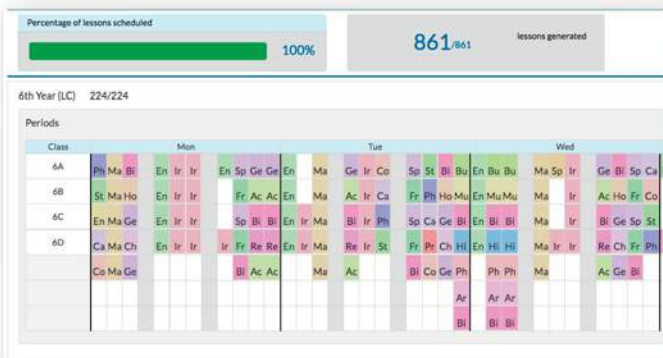 Percentage of lessons scheduled
100%
861/861 lessons generated
6th Year (LC) 224/224
Periods
Class Mon Tue Wed
6A Ph Ma Bi En Ir Ir En Sp Ge Ge En Ma Ge Ir Co Sp St Bi Bu En Bu Bu Ma Sp Ir Ge Bi Sp Ca
6B St Ma Ho En Ir Ir Fr Ac Ac En Ma Ac Ir Ca Fr Ph Ho Mu En Mu Mu Ma Ir Ac Ho Fr Co
6C En Ma Ge En Ir Ir Sp Bi Bi En Ir Ma Bi Ir Ph Sp Ca Ge Bi En Bi Bi Ma Ir Bi Ge Sp St
6D Ca Ma Ch En Ir Ir Ir Fr Re Re En Ir Ma Re Ir St Fr Pr Ch Hi En Hi Hi Ma Ir Ir Re Ch Fr Ph
Co Ma Ge Bi Ac Ac Ma Ac Bi Co Ge Ph Ph Ph Ma Ac Ge Bi
Ar Ar Ar
Bi Bi Bi